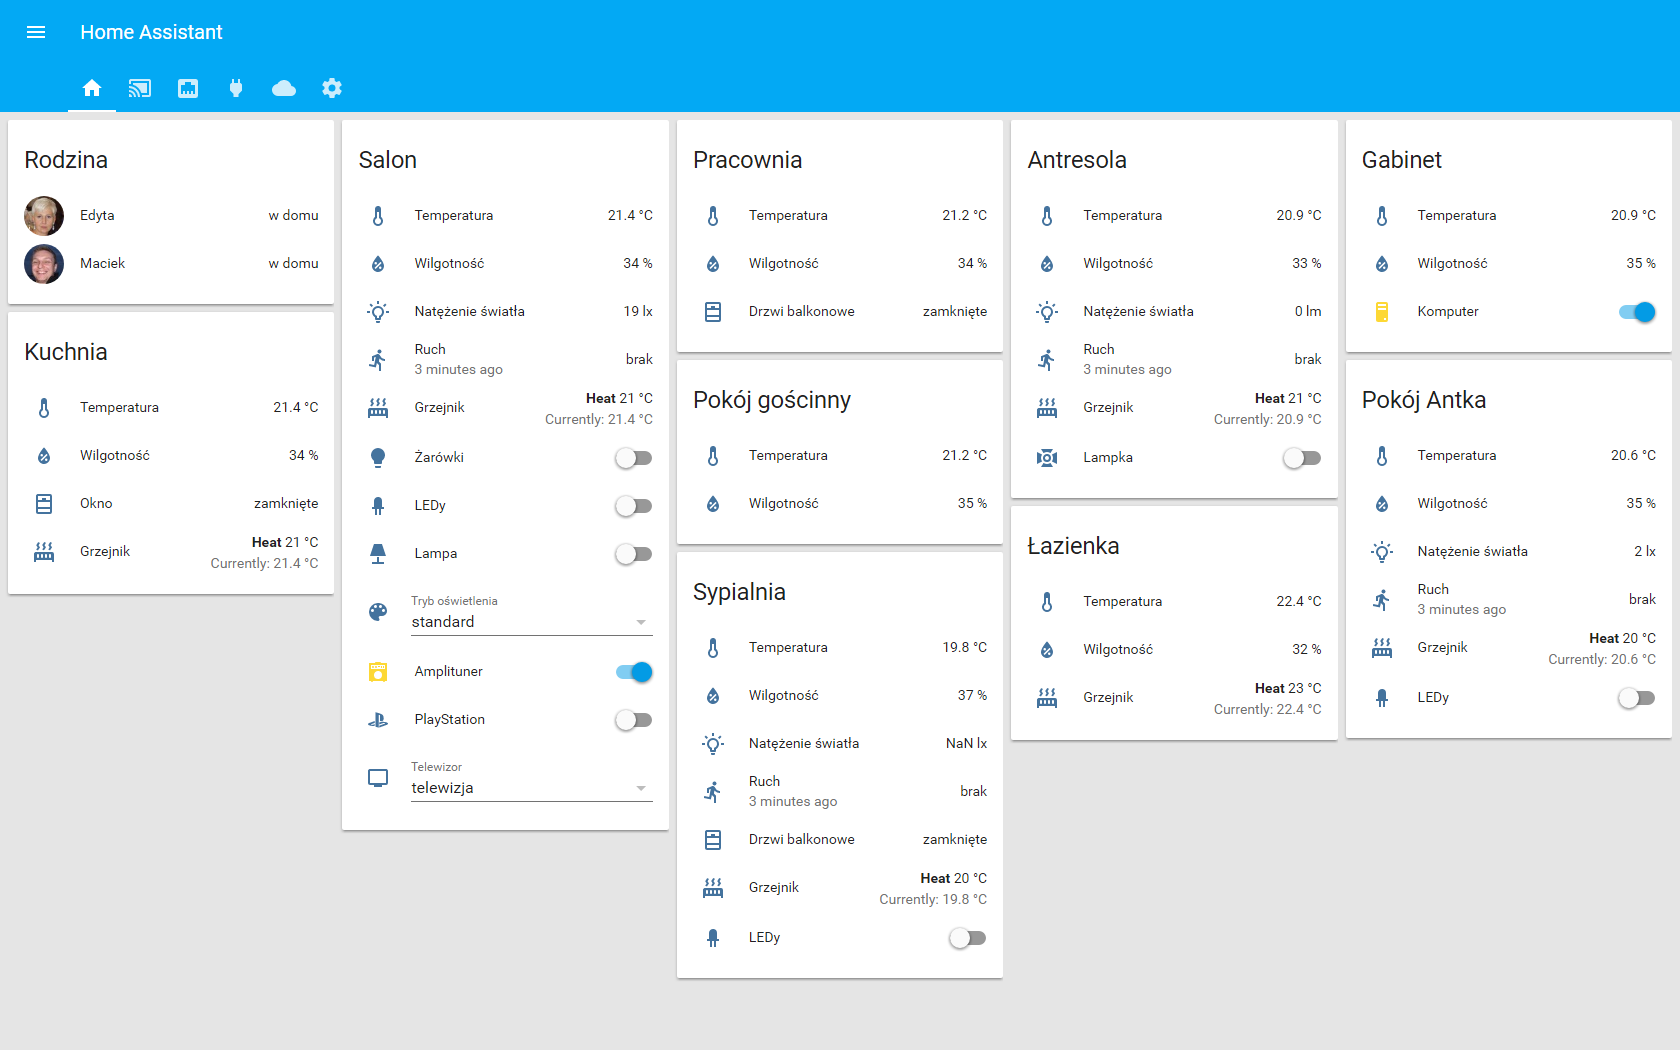 Home Assistant
Rodzina
Edyta w domu
Maciek w domu
Kuchnia
Temperatura 21.4 °C
Wilgotność 34 %
Okno zamknięte
Grzejnik Heat 21 °C
Currently: 21.4 °C
Salon
Temperatura 21.4 °C
Wilgotność 34 %
Natężenie światła 19 lx
Ruch
3 minutes ago brak
Grzejnik Heat 21 °C
Currently: 21.4 °C
Żarówki
LEDy
Lampa
Tryb oświetlenia
standard
Amplituner
PlayStation
Telewizor
telewizja
Pracownia
Temperatura 21.2 °C
Wilgotność 34 %
Drzwi balkonowe zamknięte
Pokój gościnny
Temperatura 21.2 °C
Wilgotność 35 %
Sypialnia
Temperatura 19.8 °C
Wilgotność 37 %
Natężenie światła NaN lx
Ruch
3 minutes ago brak
Drzwi balkonowe zamknięte
Grzejnik Heat 20 °C
Currently: 19.8 °C
LEDy
Antresola
Temperatura 20.9 °C
Wilgotność 33 %
Natężenie światła 0 lm
Ruch
3 minutes ago brak
Grzejnik Heat 21 °C
Currently: 20.9 °C
Lampka
Łazienka
Temperatura 22.4 °C
Wilgotność 32 %
Grzejnik Heat 23 °C
Currently: 22.4 °C
Gabinet
Temperatura 20.9 °C
Wilgotność 35 %
Komputer
Pokój Antka
Temperatura 20.6 °C
Wilgotność 35 %
Natężenie światła 2 lx
Ruch
3 minutes ago brak
Grzejnik Heat 20 °C
Currently: 20.6 °C
LEDy